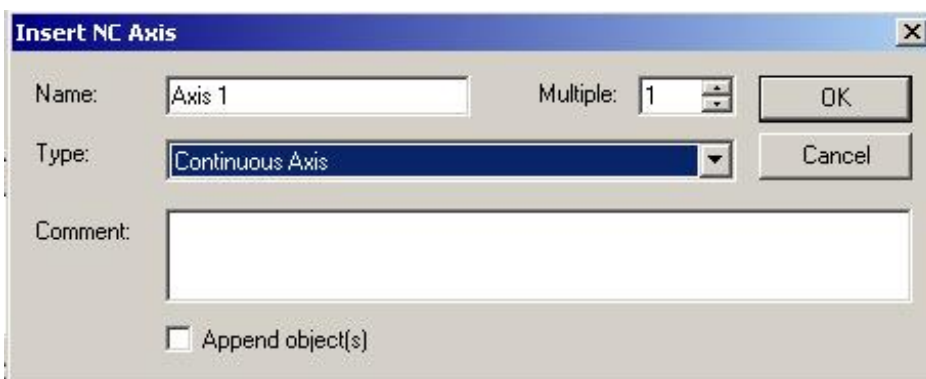 Insert NC Axis
Name: Axis 1 Multiple: 1 OK
Type: Continuous Axis Cancel
Comment:
Append object(s)